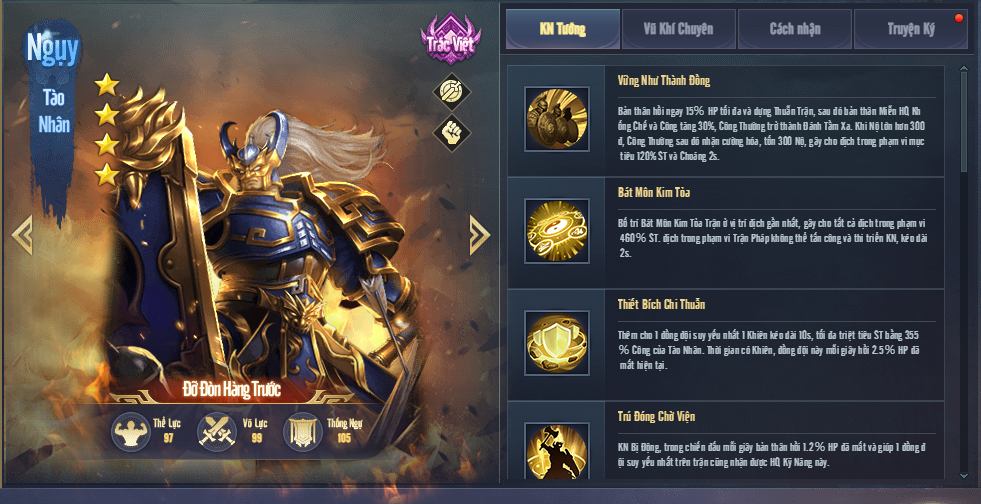 Ngụy
Tào
Nhân
Trác Việt
Đỡ Đòn Hàng Trước
Thể Lực
97
Võ Lực
99
Thống Ngự
105
KN Tướng
Vũ Khí Chuyên
Cách nhận
Truyện Ký
Vững Như Thành Đồng
Bản thân hồi ngay 15% HP tối đa và dựng Thuẫn Trận, sau đó bản thân Miễn HQ Kh
ống Chế và Công tăng 30%, Công Thường trở thành Đánh Tầm Xa. Khi Nộ lớn hơn 300
đ, Công Thường sau đó nhận cường hóa, tốn 300 Nộ, gây cho địch trong phạm vi mục
tiêu 120% ST và Choáng 2s.
Bát Môn Kim Tỏa
Bố trí Bát Môn Kim Tỏa Trận ở vị trí địch gần nhất, gây cho tất cả địch trong phạm vi
460% ST. địch trong phạm vi Trận Pháp không thể tấn công và thi triển KN, kéo dài
2s.
Thiết Bích Chi Thuẫn
Thêm cho 1 đồng đội suy yếu nhất 1 Khiên kéo dài 10s, tối đa triệt tiêu ST bằng 355
% Công của Tào Nhân. Thời gian có Khiên, đồng đội này mỗi giây hồi 2.5% HP đã
mất hiện tại.
Trú Đóng Chờ Viện
KN Bị Động, trong chiến đấu mỗi giây bản thân hồi 1.2% HP đã mất và giúp 1 đồng đ
ội suy yếu nhất trên trận cũng nhận được HQ Kỹ Năng này.